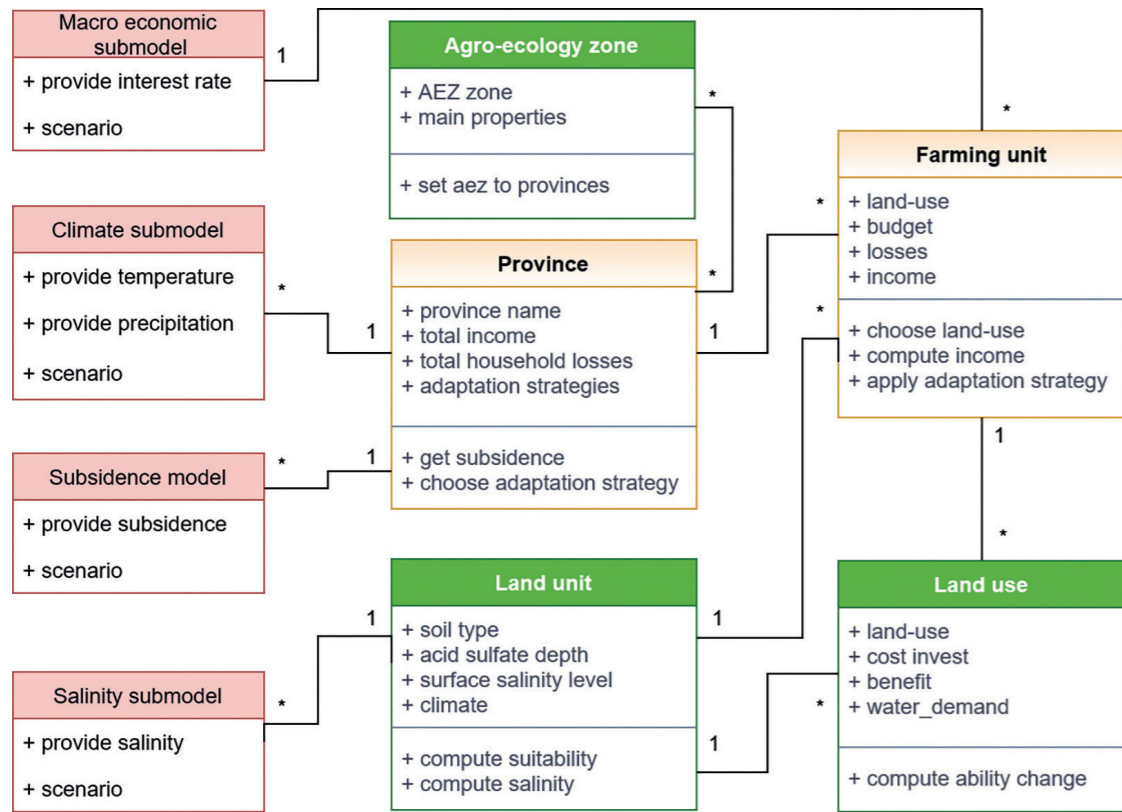 Macro economic
submodel
+ provide interest rate
+ scenario
1
Agro-ecology zone
+ AEZ zone
+ main properties
+ set aez to provinces
*
*
Farming unit
+ land-use
+ budget
+ losses
+ income
+ choose land-use
+ compute income
+ apply adaptation strategy
*
*
1
Climate submodel
+ provide temperature
+ provide precipitation
+ scenario
*
1
Province
+ province name
+ total income
+ total household losses
+ adaptation strategies
+ get subsidence
+ choose adaptation strategy
*
1
Subsidence model
+ provide subsidence
+ scenario
*
1
Land unit
+ soil type
+ acid sulfate depth
+ surface salinity level
+ climate
+ compute suitability
+ compute salinity
1
1
1
*
Land use
+ land-use
+ cost invest
+ benefit
+ water_demand
+ compute ability change
*
Salinity submodel
+ provide salinity
+ scenario
*